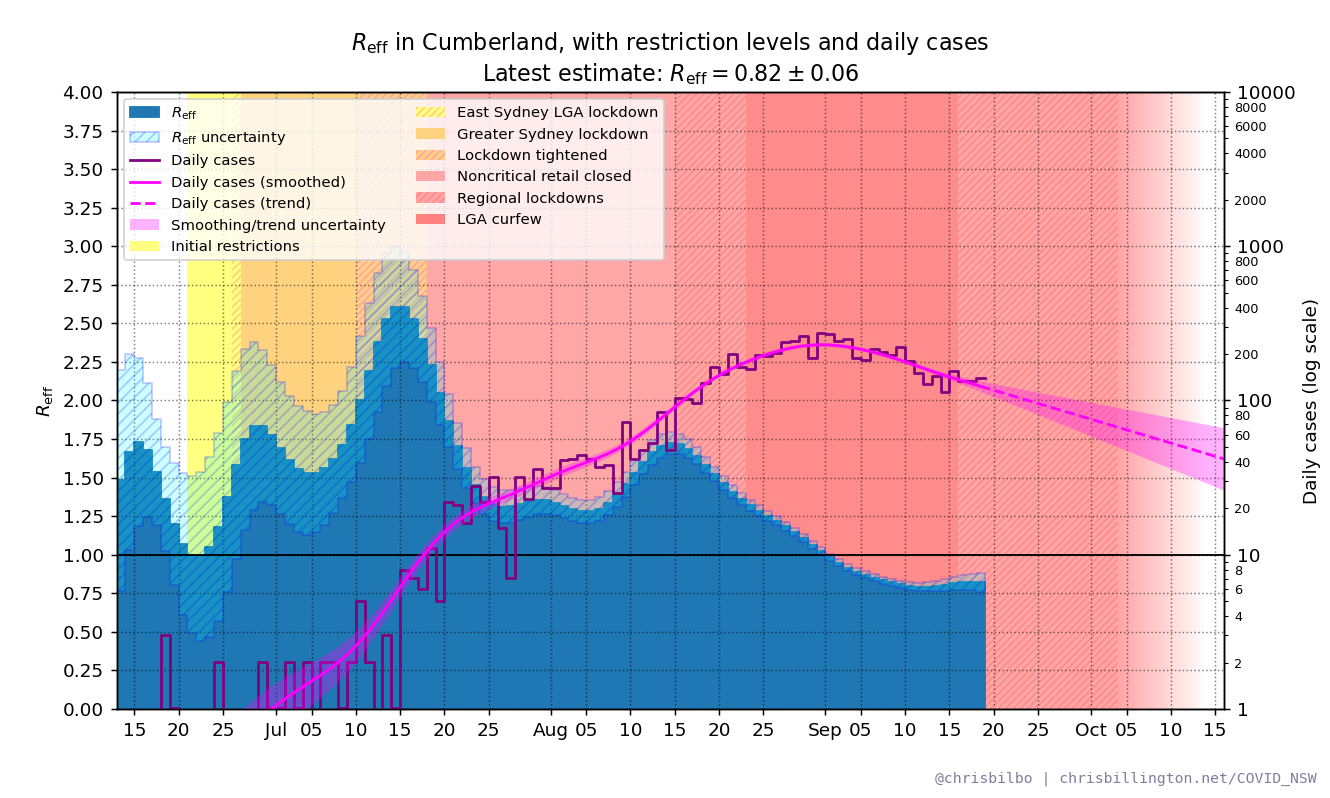 Reff in Cumberland, with restriction levels and daily cases
Latest estimate: Reff = 0.82 ± 0.06
Reff
Reff uncertainty
Daily cases
Daily cases (smoothed)
Daily cases (trend)
Smoothing/trend uncertainty
Initial restrictions
East Sydney LGA lockdown
Greater Sydney lockdown
Lockdown tightened
Noncritical retail closed
Regional lockdowns
LGA curfew
Reff
4.00
3.75
3.50
3.25
3.00
2.75
2.50
2.25
2.00
1.75
1.50
1.25
1.00
0.75
0.50
0.25
0.00
10000
8000
6000
4000
2000
1000
800
600
400
200
100
80
60
40
20
10
8
6
4
2
1
Daily cases (log scale)
15 20 25 Jul 05 10 15 20 25 Aug 05 10 15 20 25 Sep 05 10 15 20 25 Oct 05 10 15
@chrisbilbo | chrisbillington.net/COVID_NSW